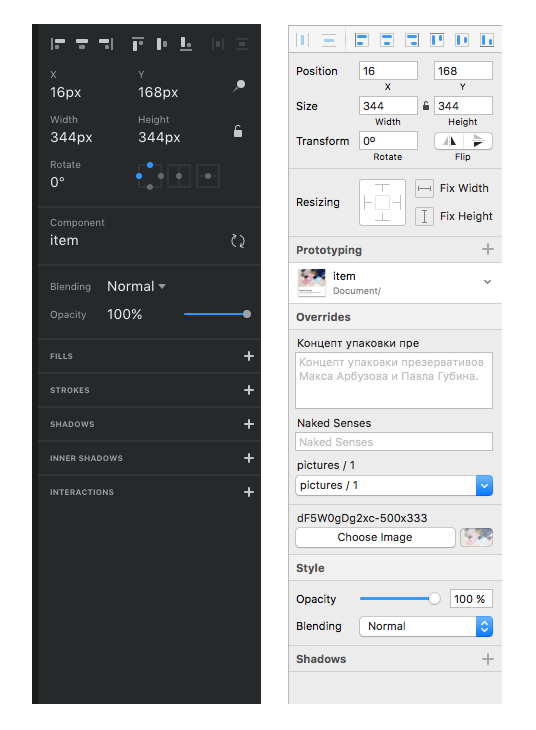 X Y
16px 168px
Width Height
344px 344px
Rotate
0°
Component
item
Blending Normal
Opacity 100%
FILLS
STROKES
SHADOWS
INNER SHADOWS
INTERACTIONS
Position 16 168
X Y
Size 344 344
Width Height
Transform 0º
Rotate Flip
Resizing
Fix Width
Fix Height
Prototyping
item
Document/
Overrides
Концепт упаковки пре
Концепт упаковки презервативов
Макса Арбузова и Павла Губина.
Naked Senses
Naked Senses
pictures / 1
pictures / 1
dF5W0gDg2xc-500x333
Choose Image
Style
Opacity 100 %
Blending Normal
Shadows